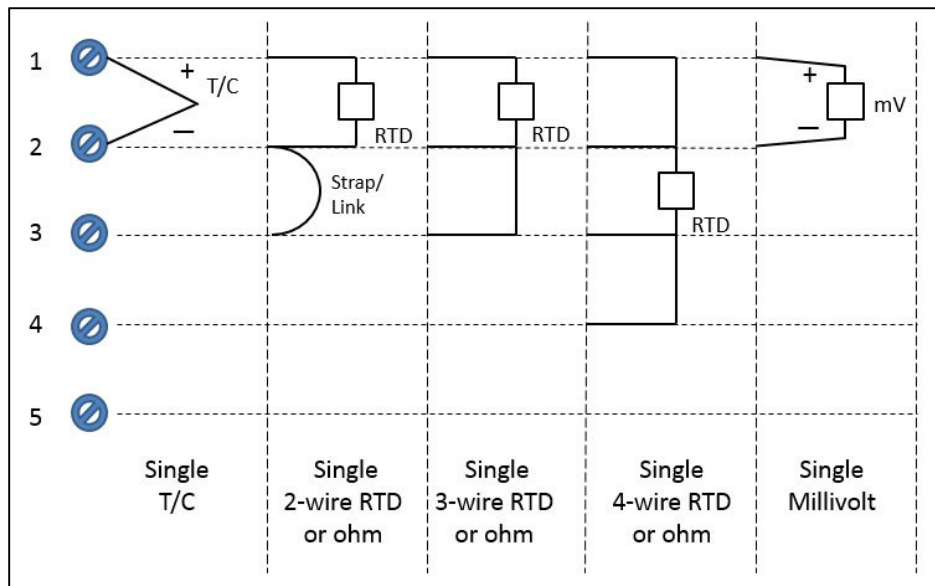 1
+
T/C
−
2
3
4
5
RTD
Strap/
Link
RTD
RTD
+
mV
−
Single
T/C
Single
2-wire RTD
or ohm
Single
3-wire RTD
or ohm
Single
4-wire RTD
or ohm
Single
Millivolt